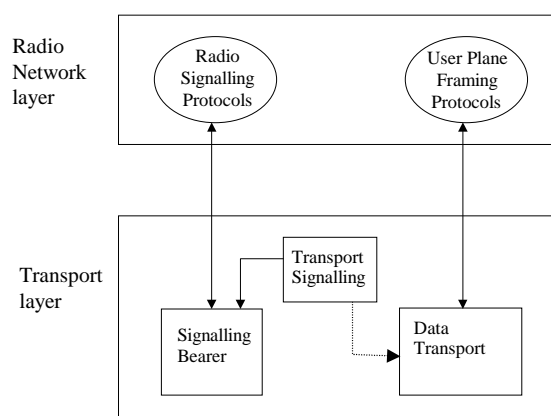 Radio
Network
layer
Radio
Signalling
Protocols
User Plane
Framing
Protocols
Transport
layer
Transport
Signalling
Signalling
Bearer
Data
Transport